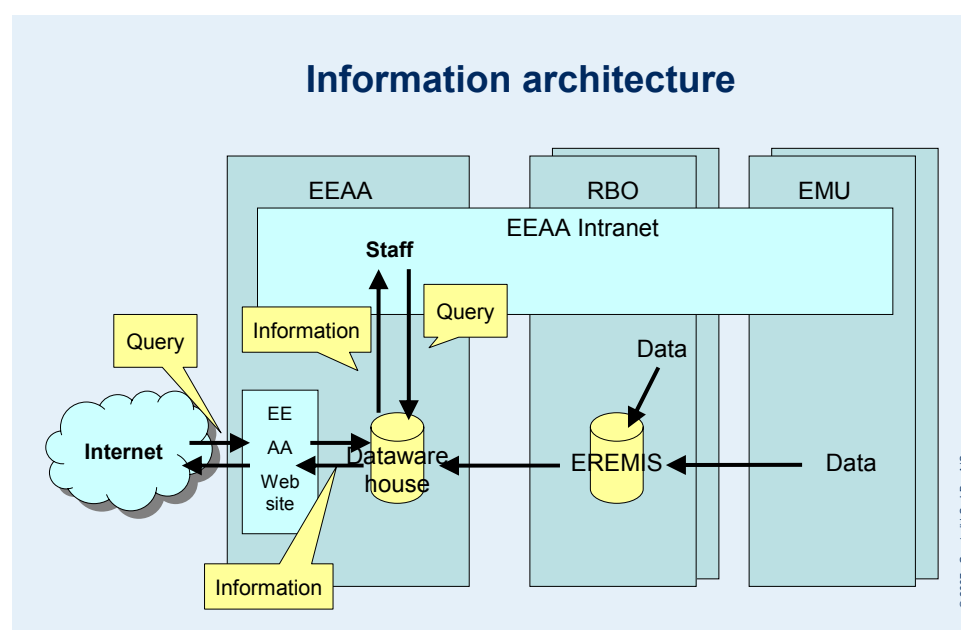 Information architecture
EEAA
RBO
EMU
EEAA Intranet
Staff
Query
Information
Query
Data
Internet
EE
AA
Web
site
Dataware
house
EREMIS
Data
Information